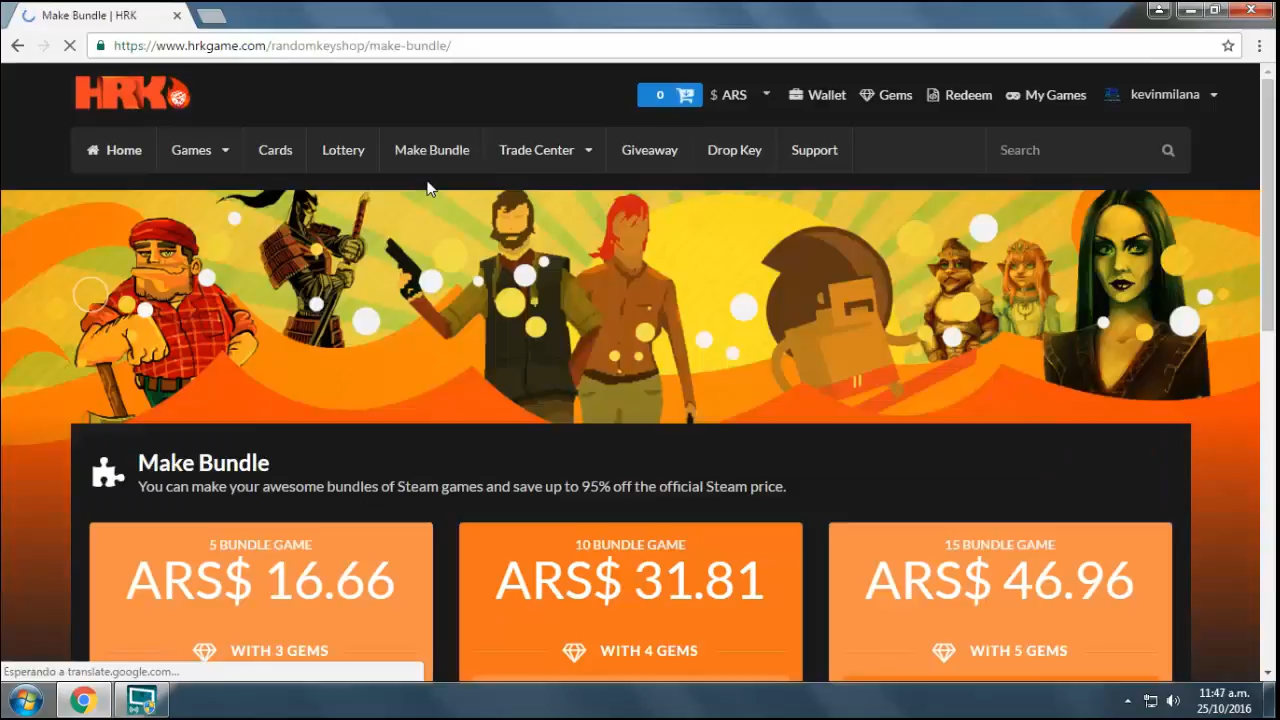 Make Bundle | HRK
https://www.hrkgame.com/randomkeyshop/make-bundle/
HRK
0 $ ARS Wallet Gems Redeem My Games kevinmilana
Home Games Cards Lottery Make Bundle Trade Center Giveaway Drop Key Support Search
Make Bundle
You can make your awesome bundles of Steam games and save up to 95% off the official Steam price.
5 BUNDLE GAME
ARS$ 16.66
WITH 3 GEMS
10 BUNDLE GAME
ARS$ 31.81
WITH 4 GEMS
15 BUNDLE GAME
ARS$ 46.96
WITH 5 GEMS
Esperando a translate.google.com...
11:47 a.m.
25/10/2016